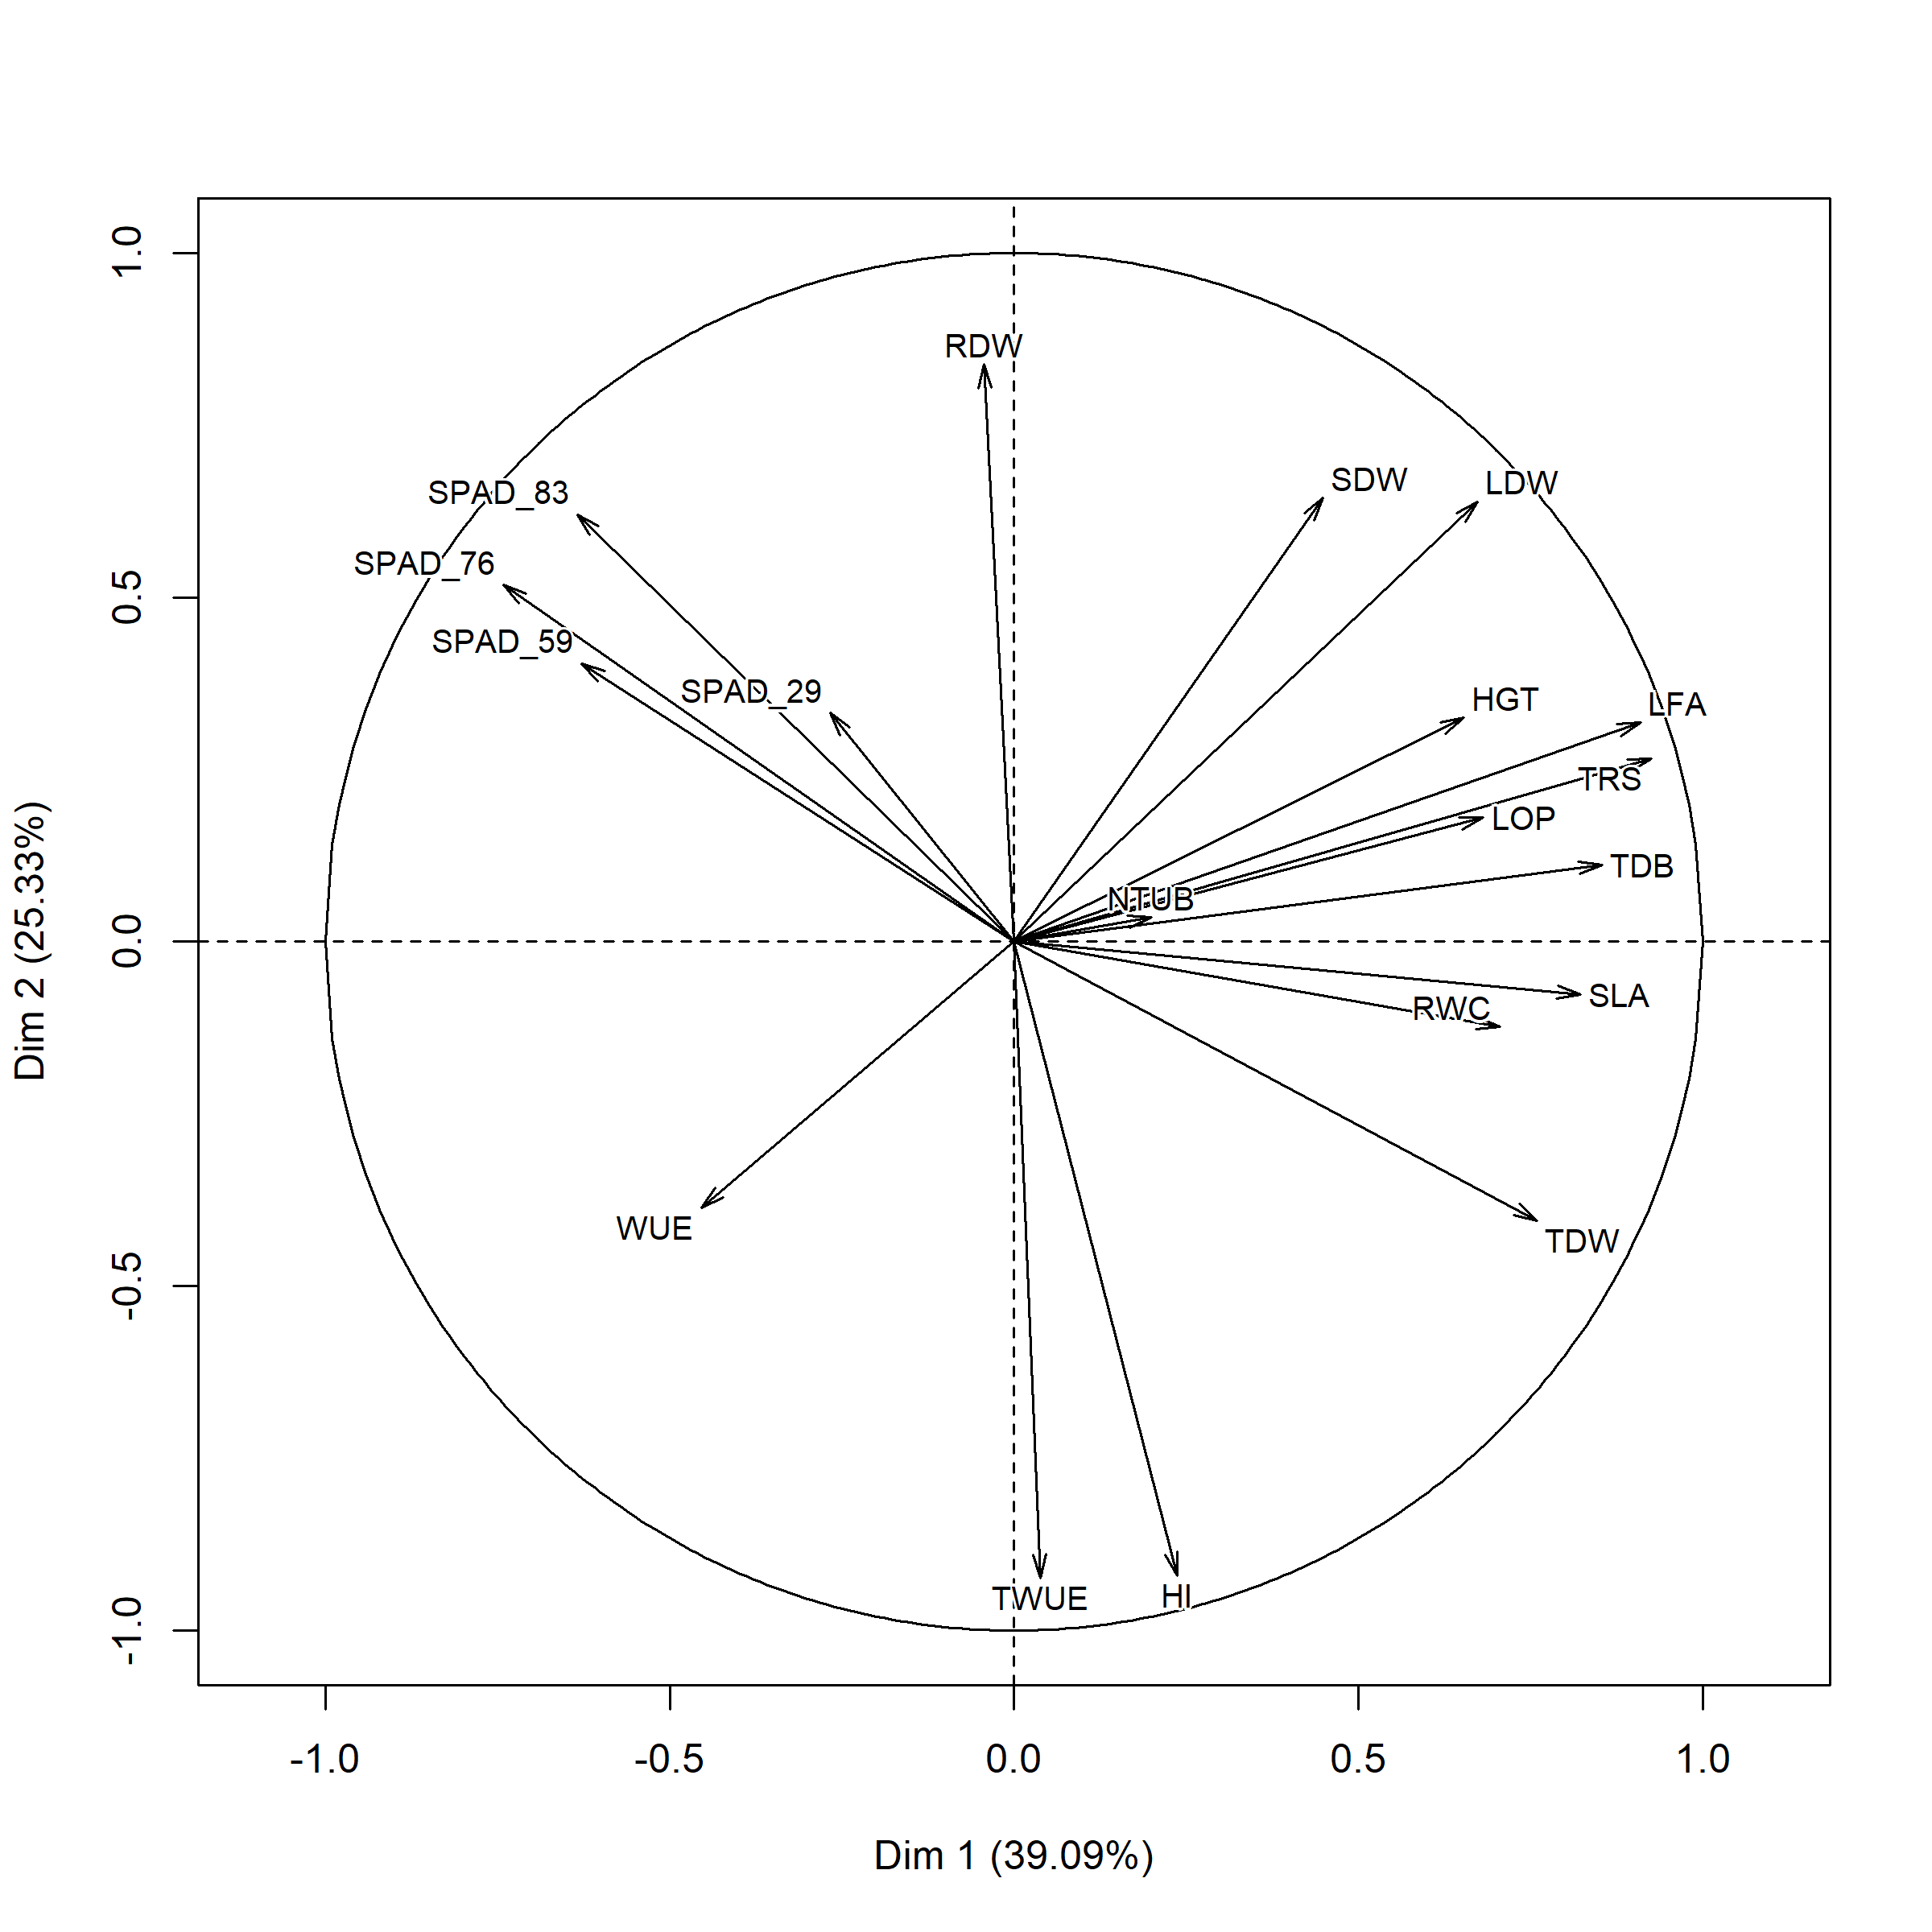 1.0
0.5
0.0
-0.5
-1.0
Dim 2 (25.33%)
RDW
SDW
LDW
SPAD_83
SPAD_76
SPAD_59
SPAD_29
HGT
LFA
TRS
LOP
TDB
NTUB
SLA
RWC
WUE
TDW
TWUE
HI
-1.0 -0.5 0.0 0.5 1.0
Dim 1 (39.09%)